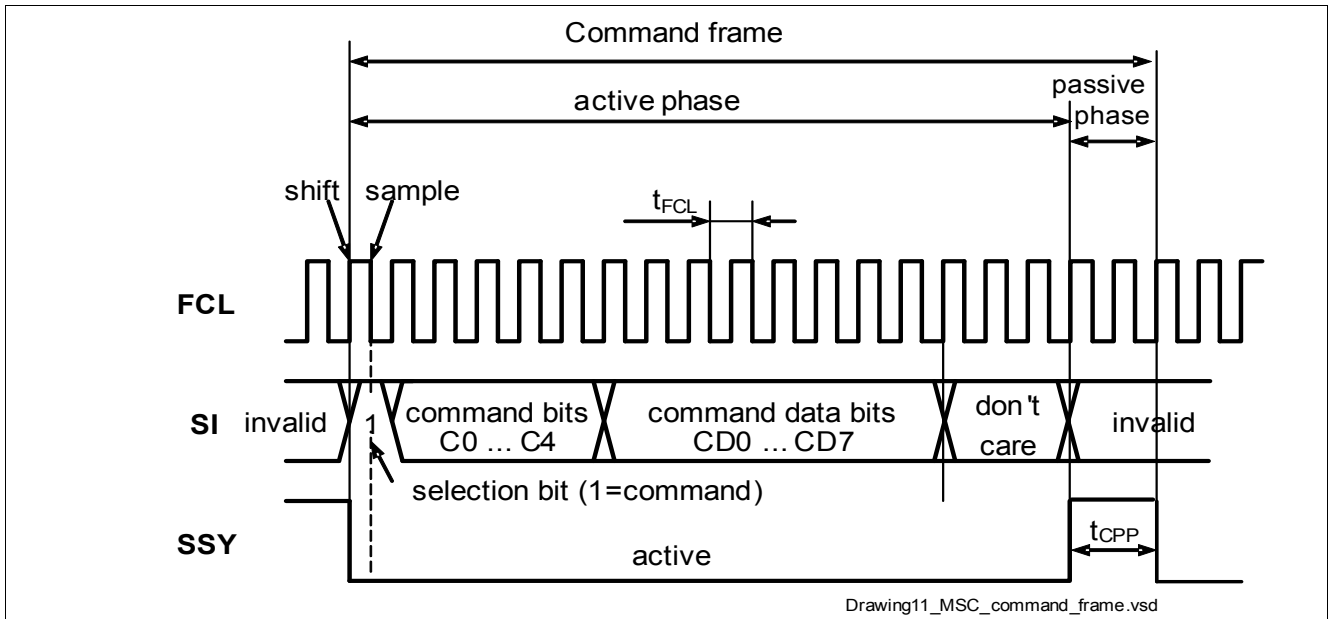 Command frame
active phase
passive
phase
shift
sample
tFCL
FCL
SI
invalid
1
command bits
C0 ... C4
command data bits
CD0 ... CD7
don't
care
invalid
selection bit (1=command)
SSY
active
tCPP
Drawing11_MSC_command_frame.vsd